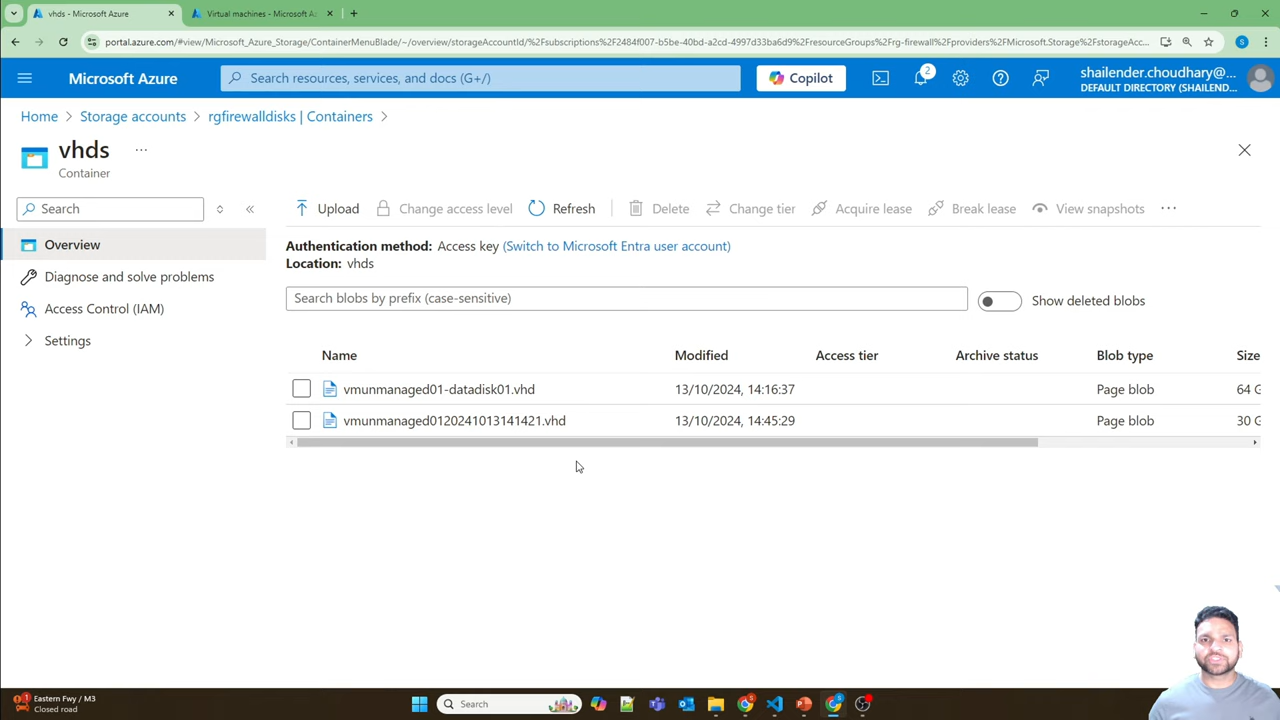 vhds - Microsoft Azure
Virtual machines - Microsoft Az
portal.azure.com/#view/Microsoft_Azure_Storage/ContainerMenuBlade/~/overview/storageAccountId/%2Fsubscriptions%2F2484f007-b5be-40bd-a2cd-4997d33ba6d9%2FresourceGroups%2Frg-firewall%2Fproviders%2FMicrosoft.Storage%2FstorageAcc...
S
Microsoft Azure
Search resources, services, and docs (G+/)
Copilot
2
shailender.choudhary@...
DEFAULT DIRECTORY (SHAILEND...
Home > Storage accounts > rgfirewalldisks | Containers >
vhds ...
Container
Search
Overview
Diagnose and solve problems
Access Control (IAM)
Settings
Upload Change access level Refresh Delete Change tier Acquire lease Break lease View snapshots ...
Authentication method: Access key (Switch to Microsoft Entra user account)
Location: vhds
Search blobs by prefix (case-sensitive)
Show deleted blobs
Name Modified Access tier Archive status Blob type Size
vmunmanaged01-datadisk01.vhd 13/10/2024, 14:16:37 Page blob 64 G
vmunmanaged0120241013141421.vhd 13/10/2024, 14:45:29 Page blob 30 G
1
Eastern Fwy / M3
Closed road
Search